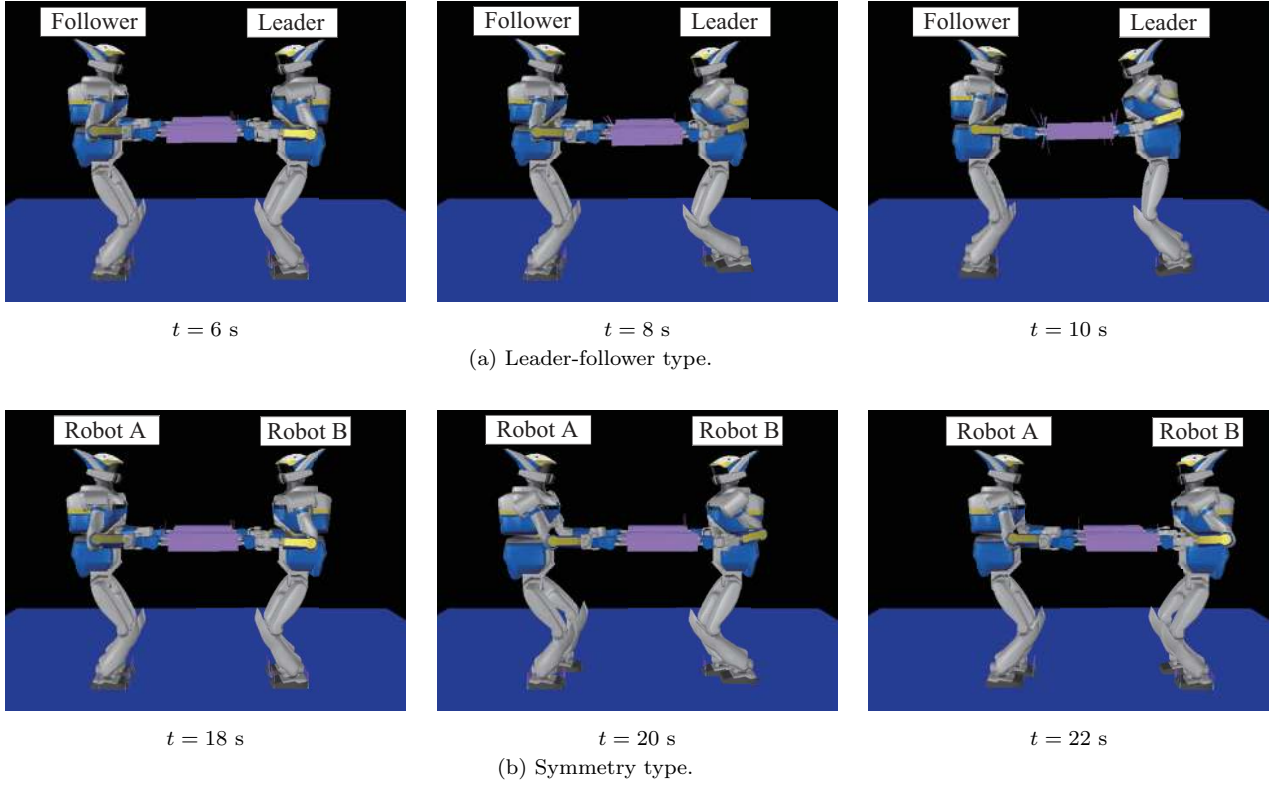 Follower Leader Follower Leader Follower Leader
t = 6 s t = 8 s t = 10 s
(a) Leader-follower type.
Robot A Robot B Robot A Robot B Robot A Robot B
t = 18 s t = 20 s t = 22 s
(b) Symmetry type.